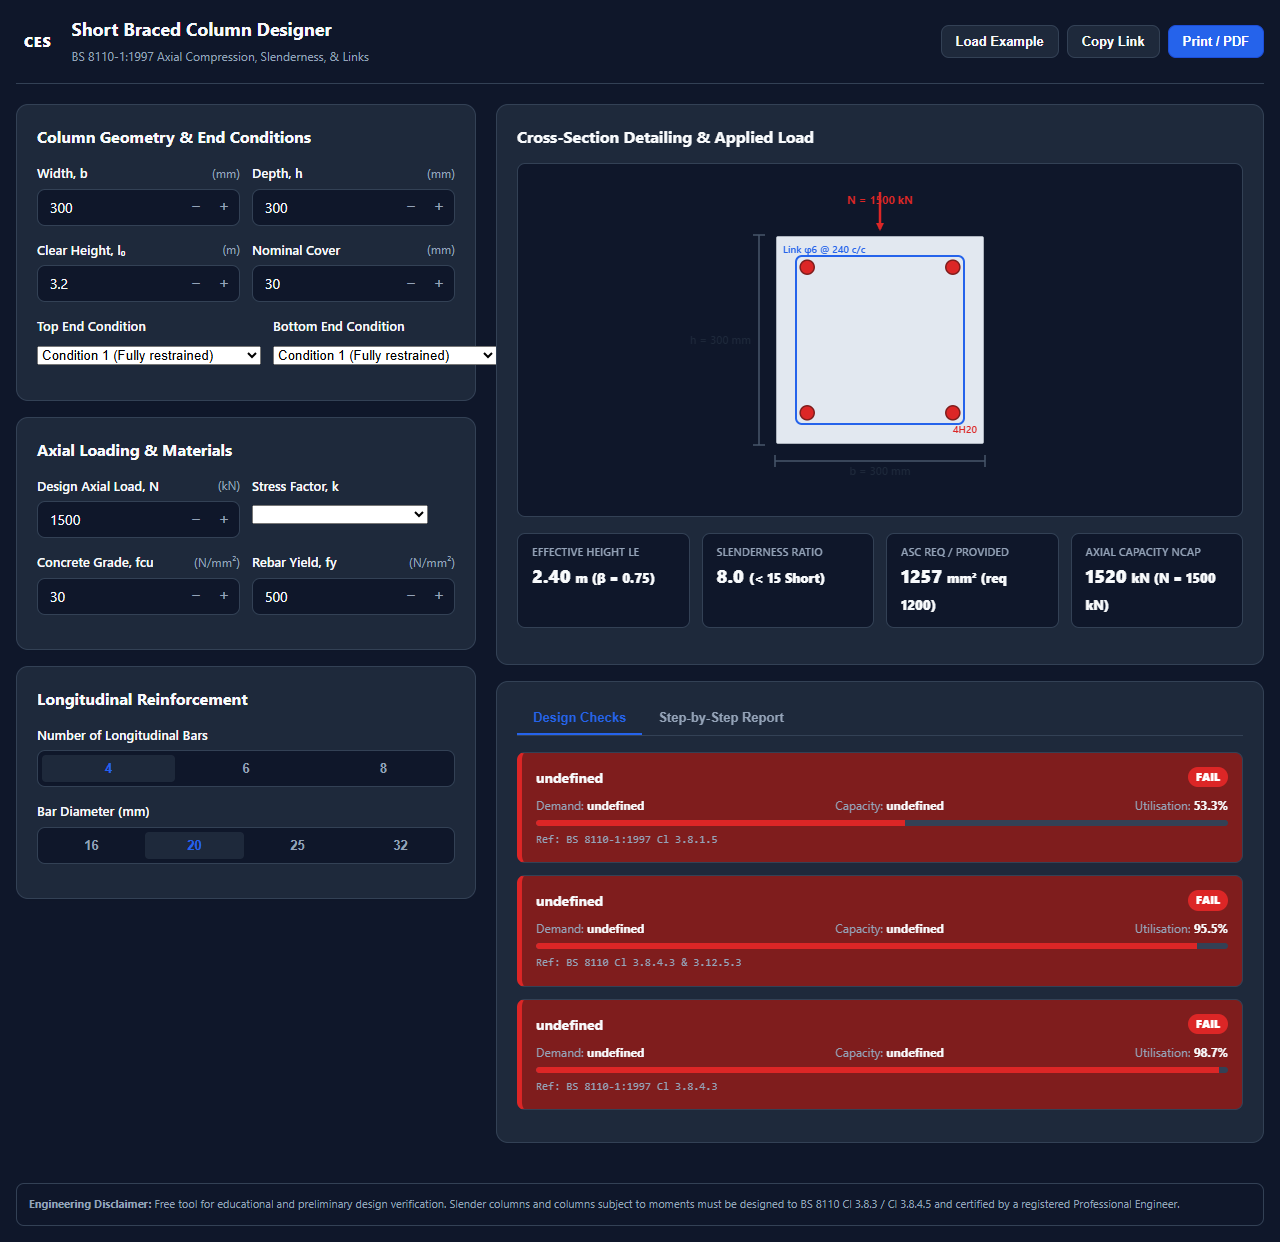 CES
Short Braced Column Designer
BS 8110-1:1997 Axial Compression, Slenderness, & Links
Load Example
Copy Link
Print / PDF
Column Geometry & End Conditions
Width, b (mm)
Depth, h (mm)
300 − +
300 − +
Clear Height, l₀ (m)
Nominal Cover (mm)
3.2 − +
30 − +
Top End Condition
Bottom End Condition
Condition 1 (Fully restrained)
Condition 1 (Fully restrained)
Axial Loading & Materials
Design Axial Load, N (kN)
Stress Factor, k
1500 − +
Concrete Grade, fcu (N/mm²)
Rebar Yield, fy (N/mm²)
30 − +
500 − +
Longitudinal Reinforcement
Number of Longitudinal Bars
4 6 8
Bar Diameter (mm)
16 20 25 32
Cross-Section Detailing & Applied Load
N = 1500 kN
Link φ6 @ 240 c/c
h = 300 mm
4H20
b = 300 mm
EFFECTIVE HEIGHT LE
2.40 m (β = 0.75)
SLENDERNESS RATIO
8.0 (< 15 Short)
ASC REQ / PROVIDED
1257 mm² (req
1200)
AXIAL CAPACITY NCAP
1520 kN (N = 1500
kN)
Design Checks
Step-by-Step Report
undefined FAIL
Demand: undefined Capacity: undefined Utilisation: 53.3%
Ref: BS 8110-1:1997 Cl 3.8.1.5
undefined FAIL
Demand: undefined Capacity: undefined Utilisation: 95.5%
Ref: BS 8110 Cl 3.8.4.3 & 3.12.5.3
undefined FAIL
Demand: undefined Capacity: undefined Utilisation: 98.7%
Ref: BS 8110-1:1997 Cl 3.8.4.3
Engineering Disclaimer: Free tool for educational and preliminary design verification. Slender columns and columns subject to moments must be designed to BS 8110 Cl 3.8.3 / Cl 3.8.4.5 and certified by a registered Professional Engineer.